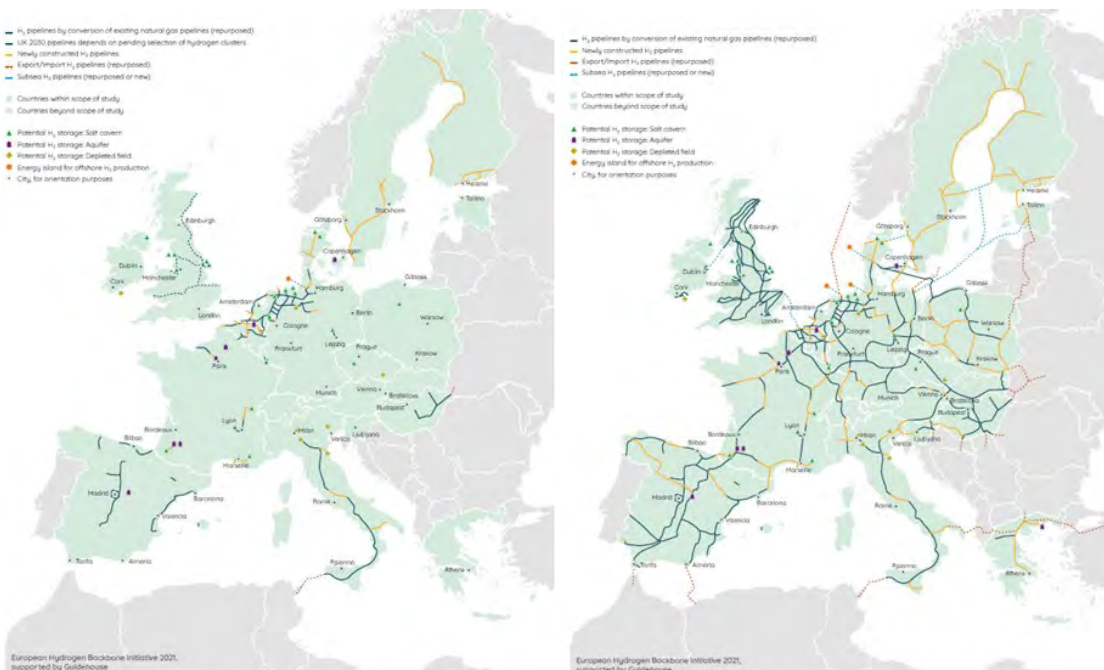 H₂ pipelines by conversion of existing natural gas pipelines (repurposed)
UK 2030 pipelines depends on pending selection of hydrogen clusters
Newly constructed H₂ pipelines
Export/Import H₂ pipelines (repurposed)
Subsea H₂ pipelines (repurposed or new)
Countries within scope of study
Countries beyond scope of study
Potential H₂ storage: Salt cavern
Potential H₂ storage: Aquifer
Potential H₂ storage: Depleted field
Energy island for offshore H₂ production
City, for orientation purposes
Helsinki
Tallinn
Stockholm
Göteborg
Edinburgh
Copenhagen
Dublin
Manchester
Cork
Gdansk
Hamburg
Amsterdam
London
Berlin
Warsaw
Cologne
Leipzig
Frankfurt
Prague
Krakow
Paris
Munich
Vienna
Bratislava
Budapest
Lyon
Bordeaux
Milan
Venice
Ljubljana
Bilbao
Marseille
Madrid
Barcelona
Rome
Valencia
Palermo
Tarifa
Almeria
Athens
European Hydrogen Backbone Initiative 2021,
supported by Guidehouse
H₂ pipelines by conversion of existing natural gas pipelines (repurposed)
Newly constructed H₂ pipelines
Export/Import H₂ pipelines (repurposed)
Subsea H₂ pipelines (repurposed or new)
Countries within scope of study
Countries beyond scope of study
Potential H₂ storage: Salt cavern
Potential H₂ storage: Aquifer
Potential H₂ storage: Depleted field
Energy island for offshore H₂ production
City, for orientation purposes
Helsinki
Tallinn
Stockholm
Göteborg
Edinburgh
Copenhagen
Dublin
Manchester
Cork
Gdansk
Hamburg
Amsterdam
London
Berlin
Warsaw
Cologne
Leipzig
Frankfurt
Prague
Krakow
Paris
Munich
Vienna
Bratislava
Budapest
Lyon
Bordeaux
Milan
Venice
Ljubljana
Bilbao
Marseille
Madrid
Barcelona
Rome
Valencia
Palermo
Tarifa
Almeria
Athens
European Hydrogen Backbone Initiative 2021,
supported by Guidehouse